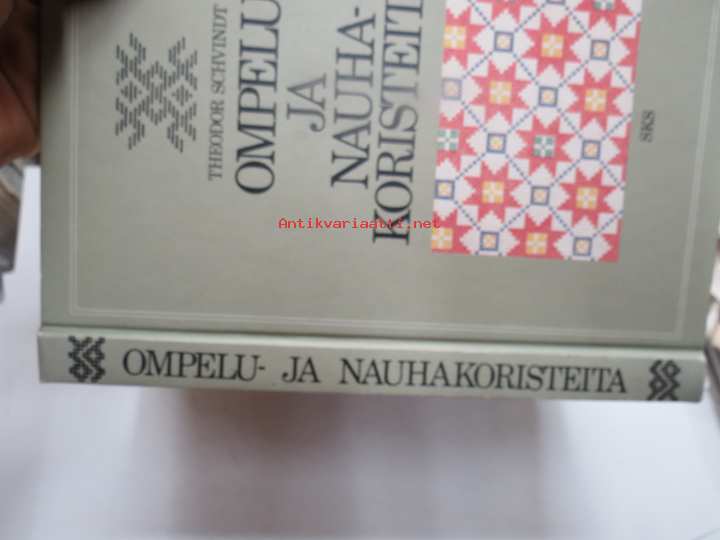 THEODOR SCHVINDT
OMPELU
JA
NAUHA-
KORISTEIT
SKS
Antikvariaatti.net
OMPELU- JA NAUHAKORISTEITA